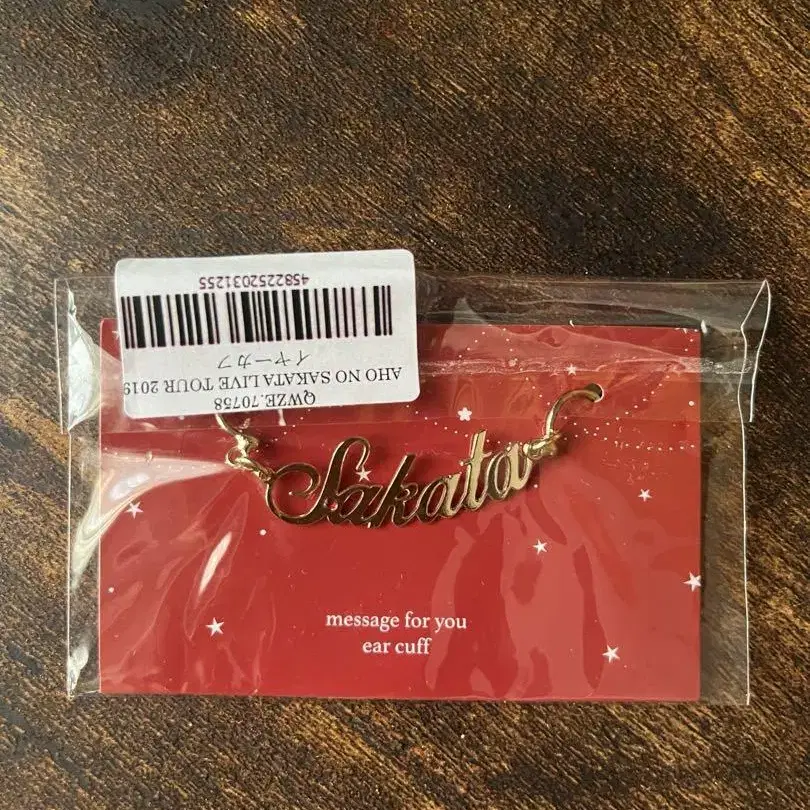 QWZE.70758
AHO NO SAKATA LIVE TOUR 2019
イヤーカフ
4582252031255
Sakata
message for you
ear cuff